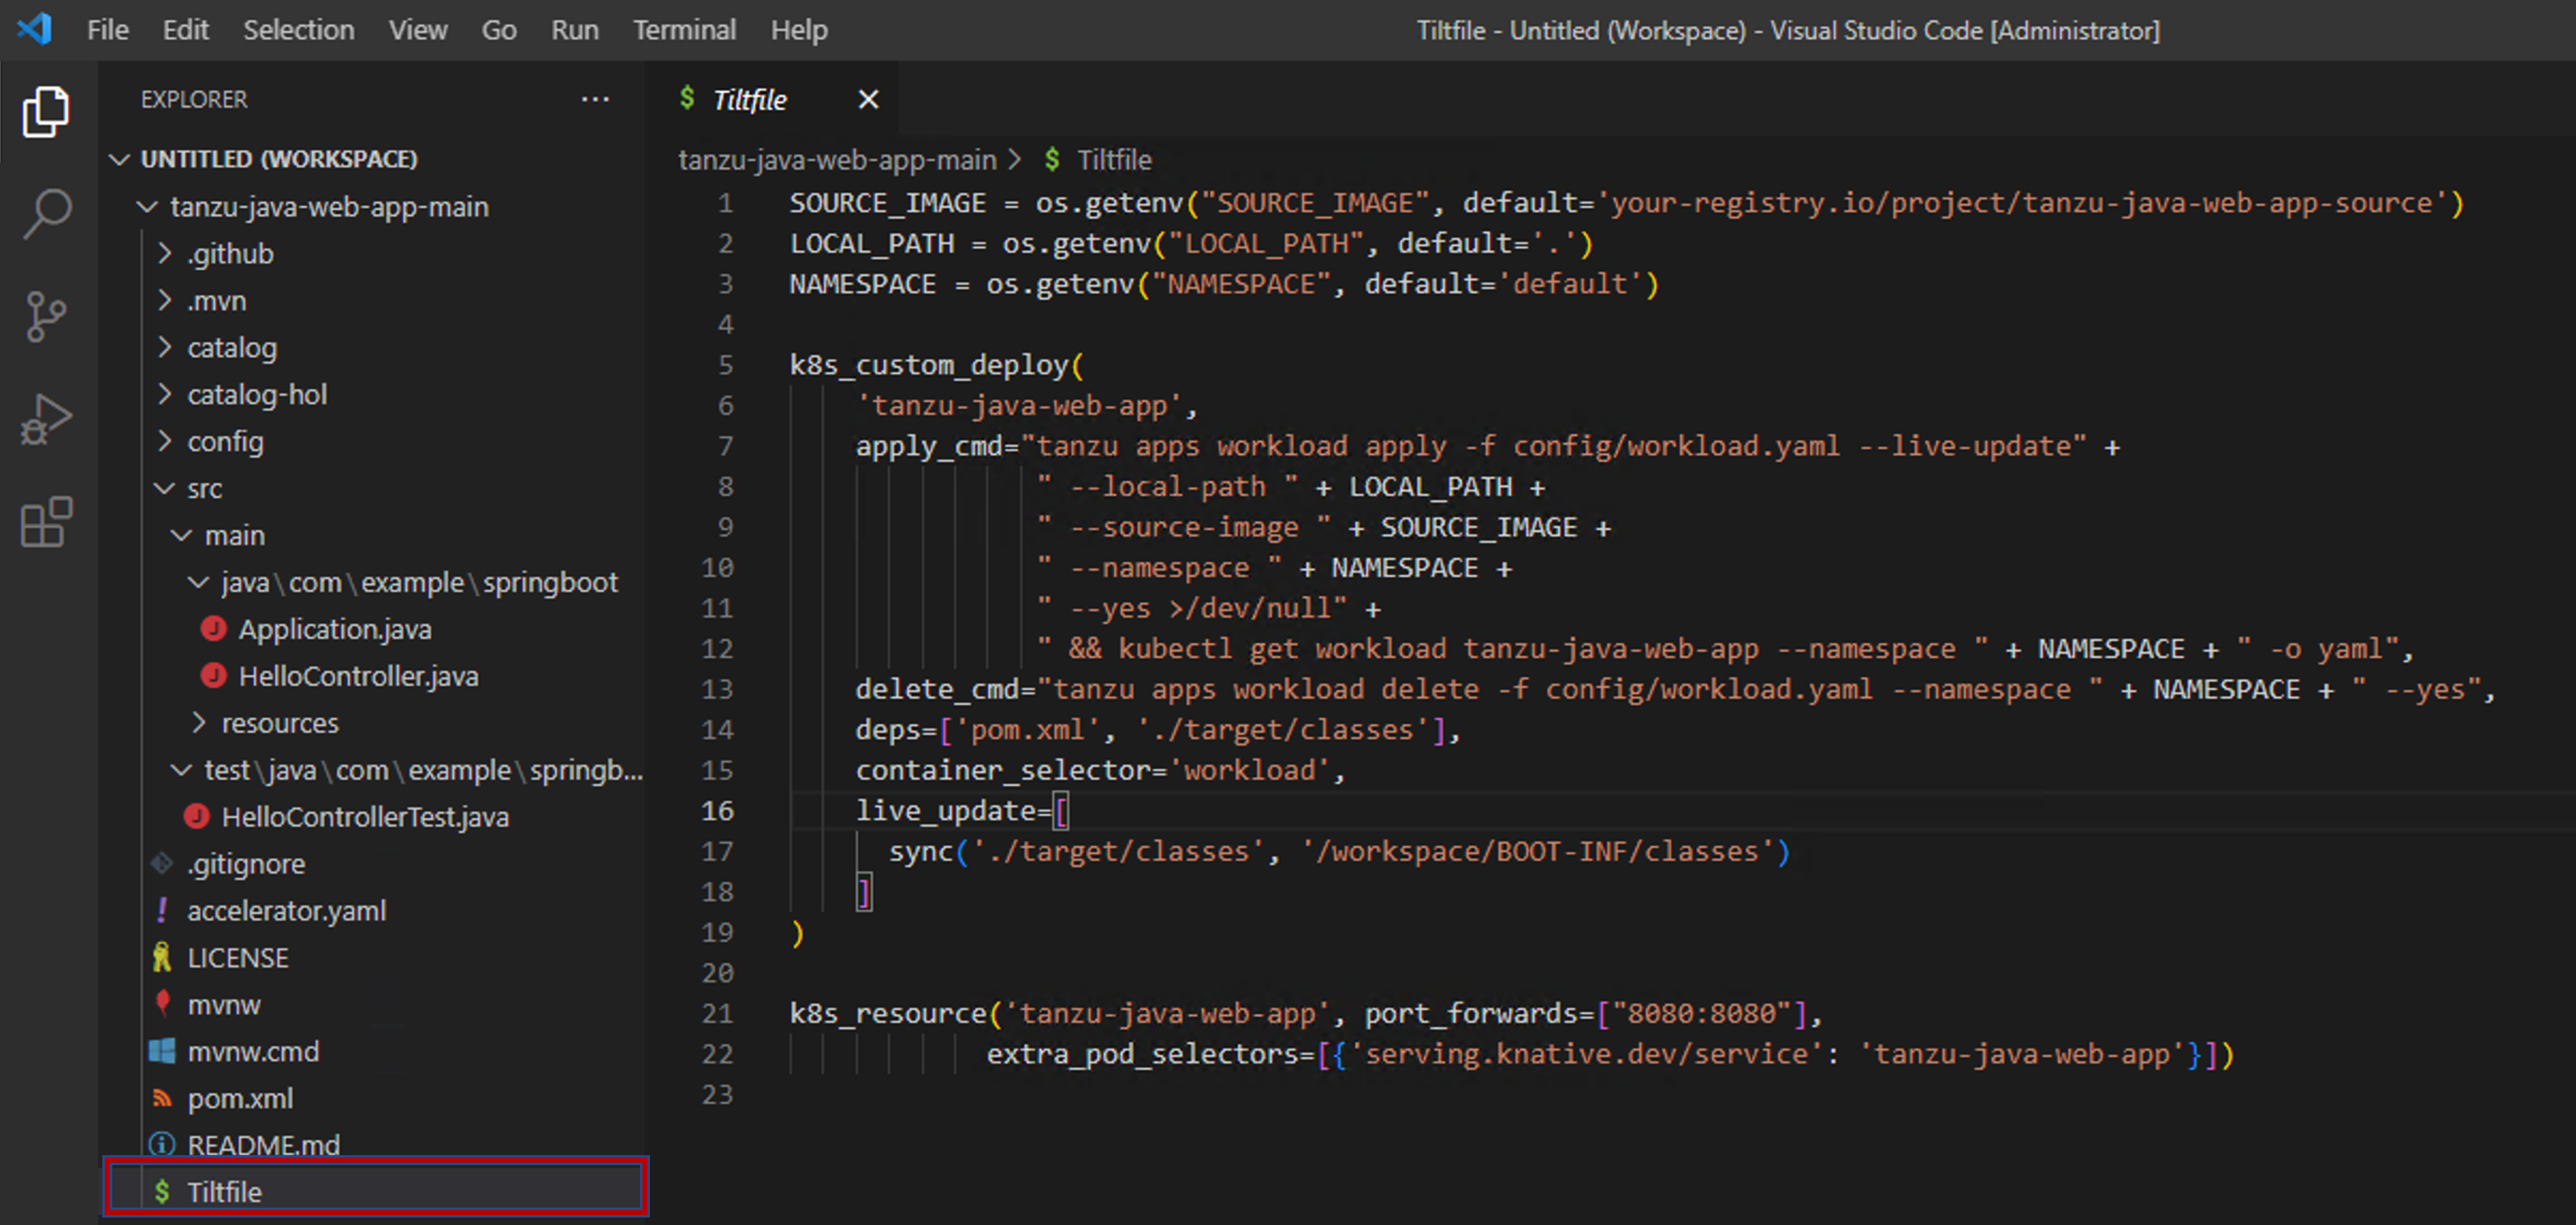 File Edit Selection View Go Run Terminal Help
Tiltfile - Untitled (Workspace) - Visual Studio Code [Administrator]
EXPLORER ...
UNTITLED (WORKSPACE)
tanzu-java-web-app-main
.github
.mvn
catalog
catalog-hol
config
src
main
java\com\example\springboot
J Application.java
J HelloController.java
resources
test\java\com\example\springb...
J HelloControllerTest.java
.gitignore
! accelerator.yaml
LICENSE
mvnw
mvnw.cmd
pom.xml
README.md
$ Tiltfile
$ Tiltfile
tanzu-java-web-app-main > $ Tiltfile
1 SOURCE_IMAGE = os.getenv("SOURCE_IMAGE", default='your-registry.io/project/tanzu-java-web-app-source')
2 LOCAL_PATH = os.getenv("LOCAL_PATH", default='.')
3 NAMESPACE = os.getenv("NAMESPACE", default='default')
4
5 k8s_custom_deploy(
6 'tanzu-java-web-app',
7 apply_cmd="tanzu apps workload apply -f config/workload.yaml --live-update" +
8 " --local-path " + LOCAL_PATH +
9 " --source-image " + SOURCE_IMAGE +
10 " --namespace " + NAMESPACE +
11 " --yes >/dev/null" +
12 " && kubectl get workload tanzu-java-web-app --namespace " + NAMESPACE + " -o yaml",
13 delete_cmd="tanzu apps workload delete -f config/workload.yaml --namespace " + NAMESPACE + " --yes",
14 deps=['pom.xml', './target/classes'],
15 container_selector='workload',
16 live_update=[
17 sync('./target/classes', '/workspace/BOOT-INF/classes')
18 ]
19 )
20
21 k8s_resource('tanzu-java-web-app', port_forwards=["8080:8080"],
22 extra_pod_selectors=[{'serving.knative.dev/service': 'tanzu-java-web-app'}])
23